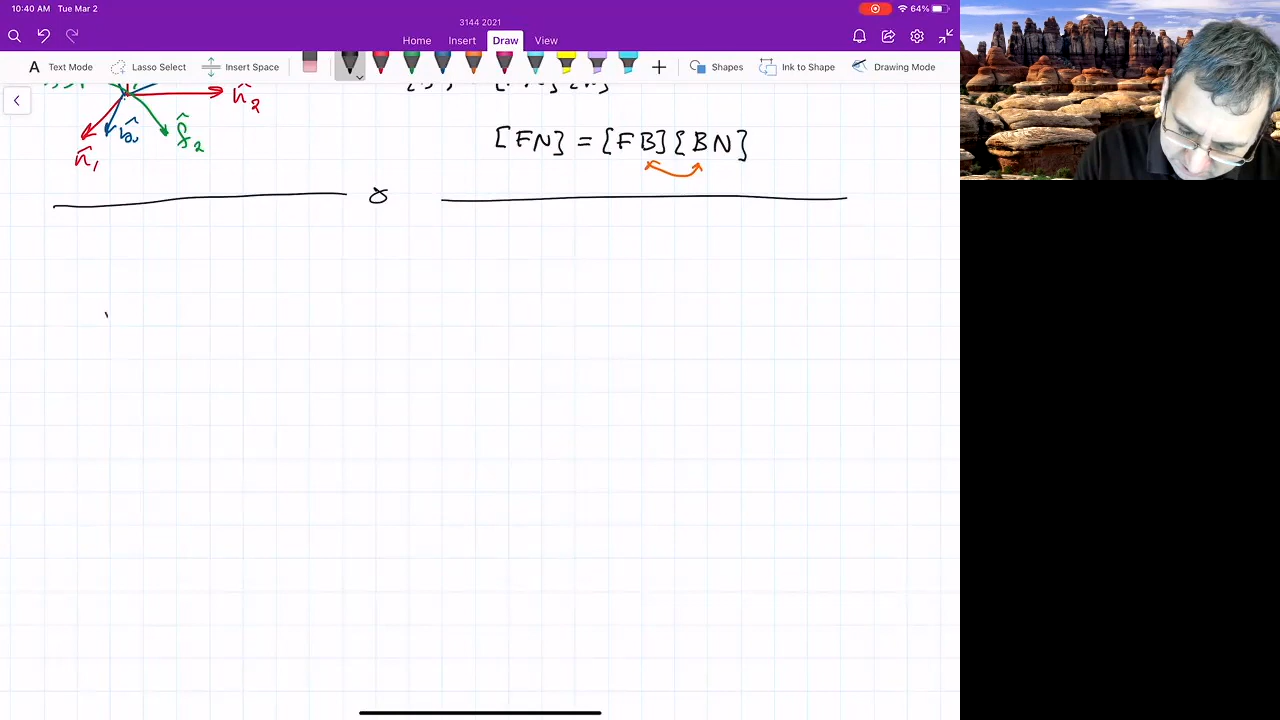 10:40 AM Tue Mar 2
64%
3144 2021
Home Insert Draw View
Text Mode Lasso Select Insert Space Shapes Ink to Shape Drawing Mode
n̂₂
b̂₂ f̂₂
n̂₁
[FN] = [FB][BN]